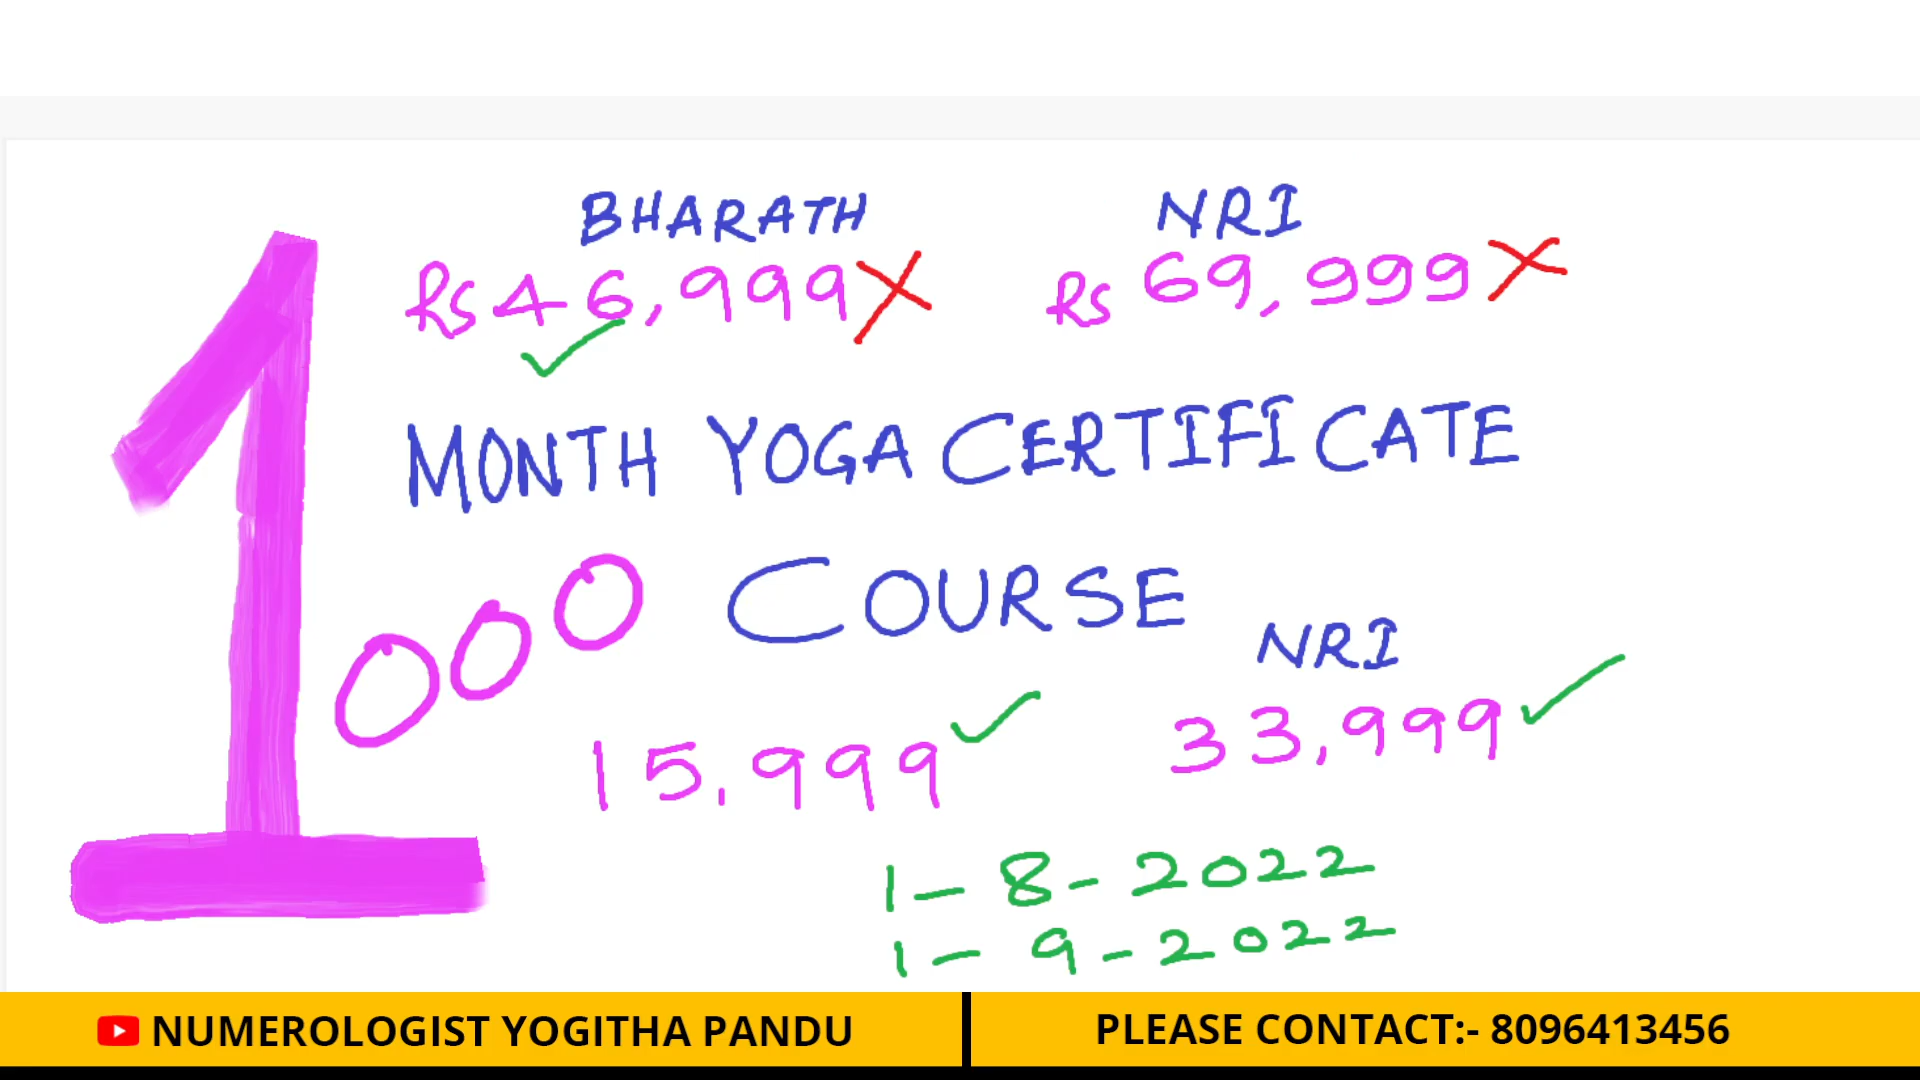 BHARATH
NRI
Rs 46,999
Rs 69,999
1
MONTH YOGA CERTIFICATE
000
COURSE
NRI
15,999
33,999
1-8-2022
1-9-2022
NUMEROLOGIST YOGITHA PANDU
PLEASE CONTACT:- 8096413456